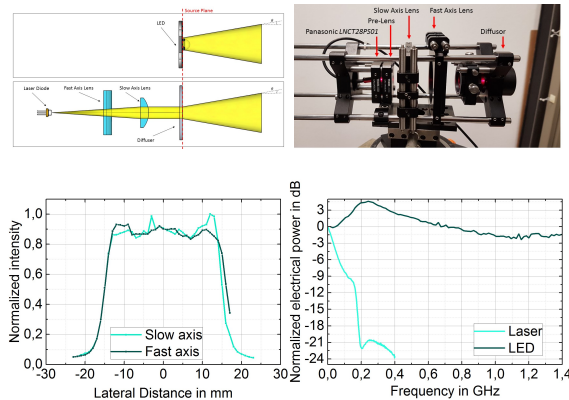 Source Plane
LED
θ
Laser Diode
Fast Axis Lens
Slow Axis Lens
Diffuser
θ
Slow Axis Lens
Pre-Lens
Panasonic LNCT28PS01
Fast Axis Lens
Diffusor
Normalized intensity
1,0
0,8
0,6
0,4
0,2
0,0
-30 -20 -10 0 10 20 30
Lateral Distance in mm
Slow axis
Fast axis
Normalized electrical power in dB
3
0
-3
-6
-9
-12
-15
-18
-21
-24
0,0 0,2 0,4 0,6 0,8 1,0 1,2 1,4
Frequency in GHz
Laser
LED